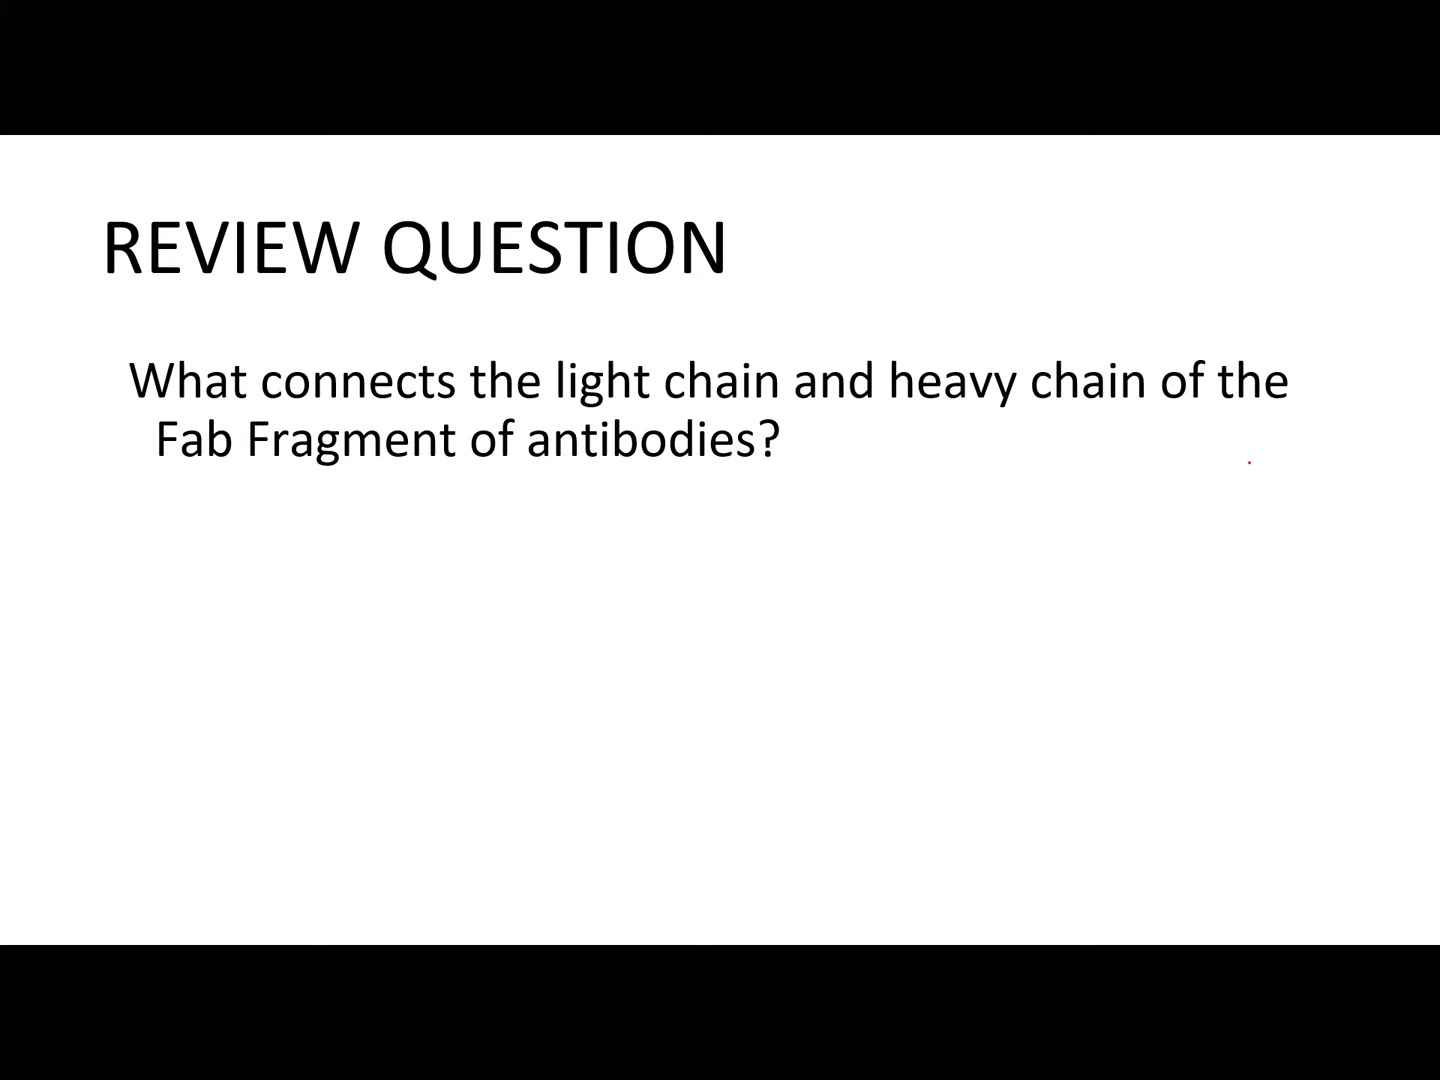 REVIEW QUESTION
What connects the light chain and heavy chain of the
Fab Fragment of antibodies?